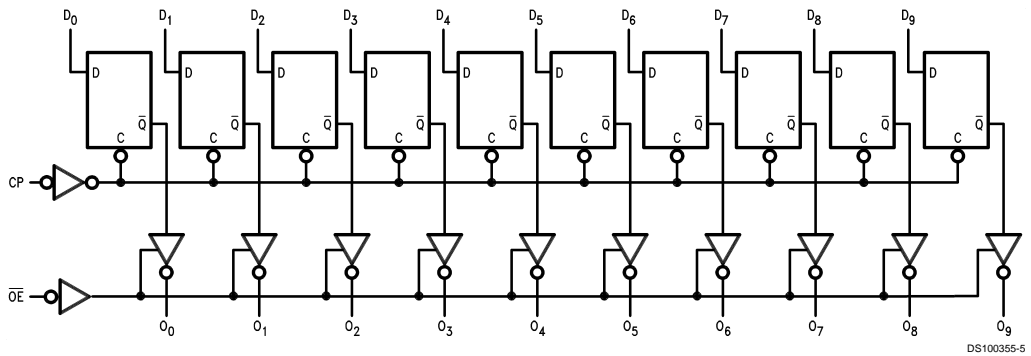 D0 D1 D2 D3 D4 D5 D6 D7 D8 D9
D D D D D D D D D D
Q̅ Q̅ Q̅ Q̅ Q̅ Q̅ Q̅ Q̅ Q̅ Q̅
C C C C C C C C C C
CP
O̅E̅
O0 O1 O2 O3 O4 O5 O6 O7 O8 O9
DS100355-5